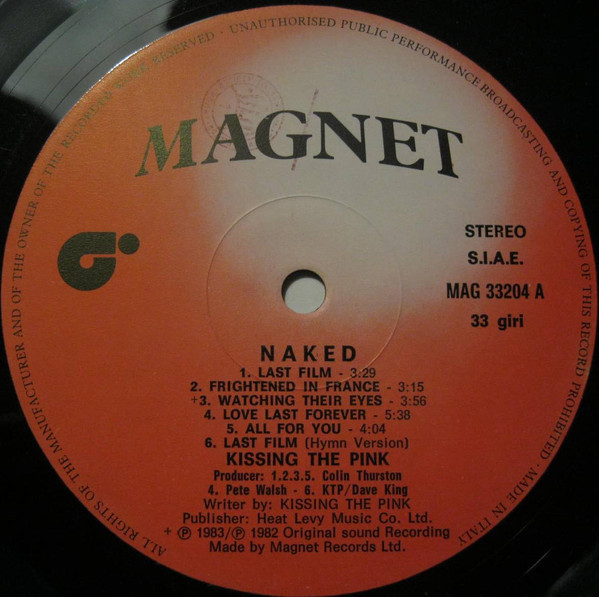 ALL RIGHTS OF THE MANUFACTURER AND OF THE OWNER OF THE RECORDED WORK RESERVED - UNAUTHORISED PUBLIC PERFORMANCE BROADCASTING AND COPYING OF THIS RECORD PROHIBITED - MADE IN ITALY
MAGNET
STEREO
S.I.A.E.
MAG 33204 A
33 giri
NAKED
1. LAST FILM - 3:29
2. FRIGHTENED IN FRANCE - 3:15
+3. WATCHING THEIR EYES - 3:56
4. LOVE LAST FOREVER - 5:38
5. ALL FOR YOU - 4:04
6. LAST FILM (Hymn Version)
KISSING THE PINK
Producer: 1.2.3.5. Colin Thurston
4. Pete Walsh - 6. KTP/Dave King
Writer by: KISSING THE PINK
Publisher: Heat Levy Music Co. Ltd.
+ ℗ 1983/℗ 1982 Original sound Recording
Made by Magnet Records Ltd.